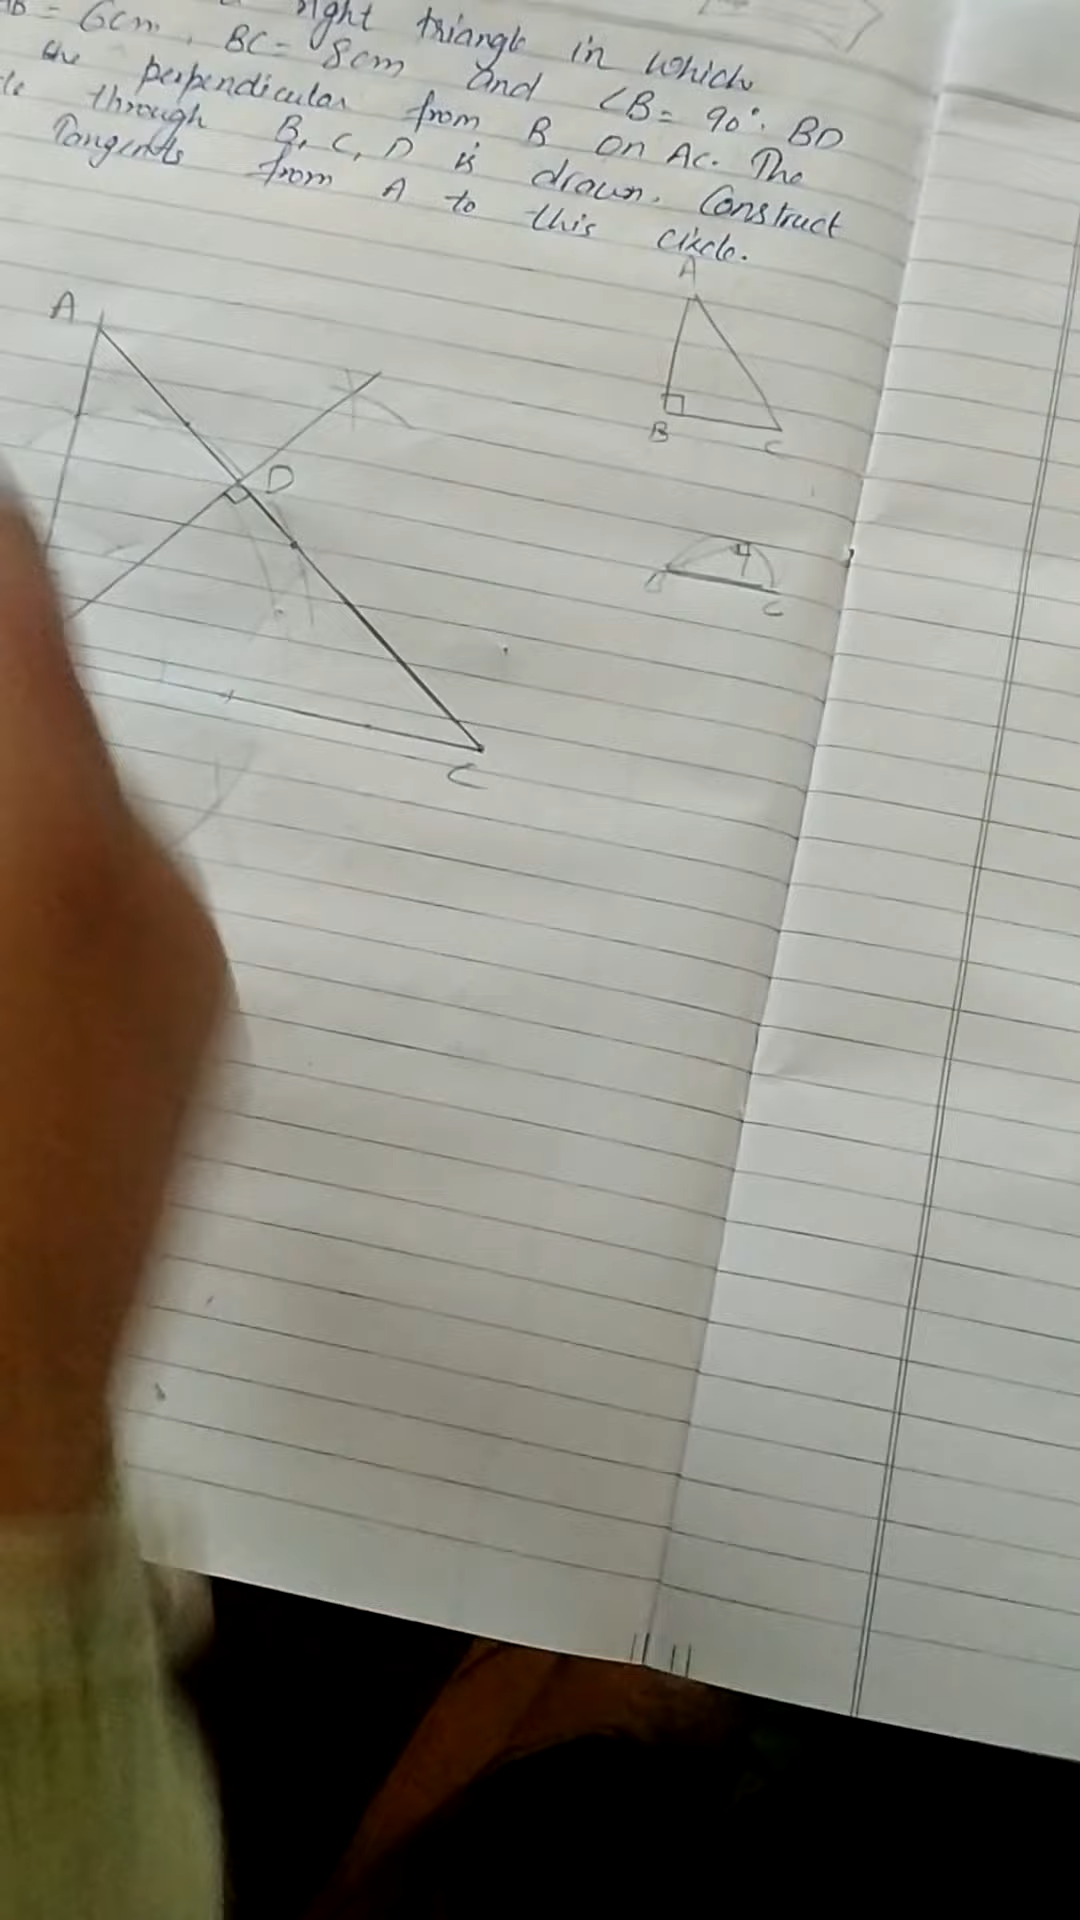 AB = 6cm, BC = 8cm and ∠B = 90°. BD
right triangle in which
the perpendicular from B on AC. The
through B, C, D is drawn. Construct
Tangents from A to this circle.
A
B
C
A
D
C
C